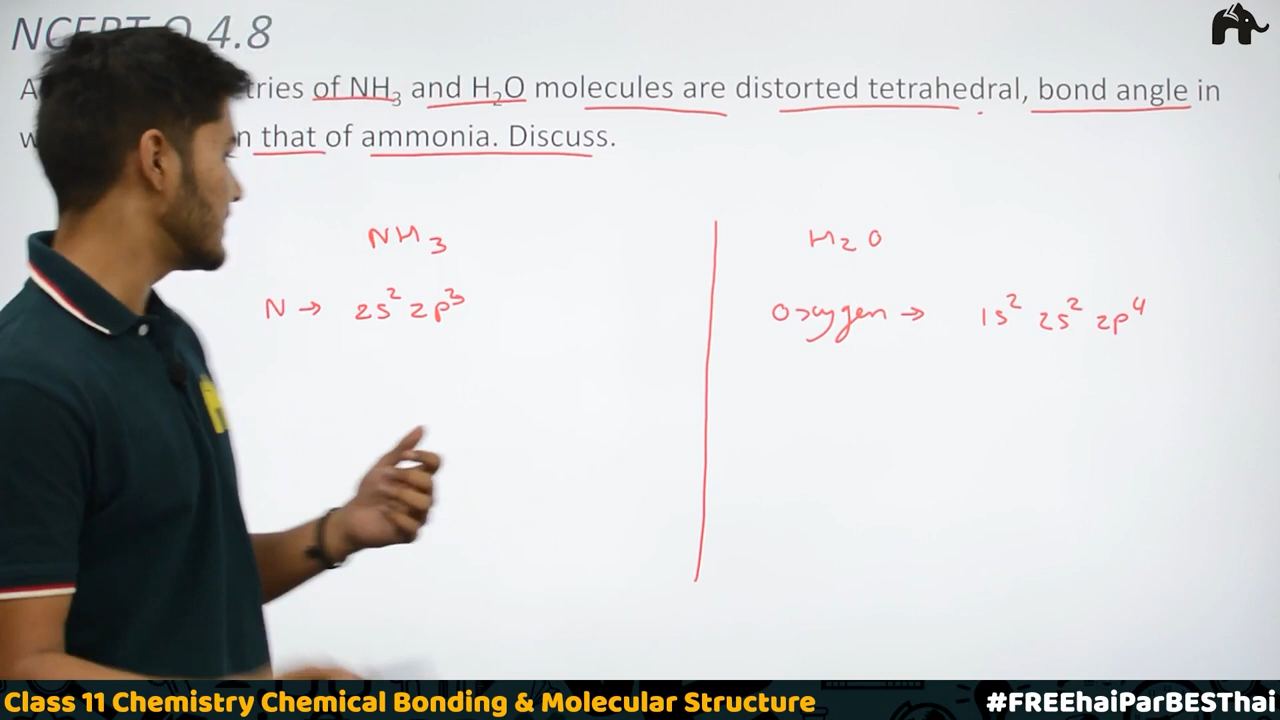 NCERT Q 4.8
of NH₃ and H₂O molecules are distorted tetrahedral, bond angle in
that of ammonia. Discuss.
NH₃
H₂O
N → 2s² 2p³
Oxygen → 1s² 2s² 2p⁴
Class 11 Chemistry Chemical Bonding & Molecular Structure
#FREEhaiParBESThai